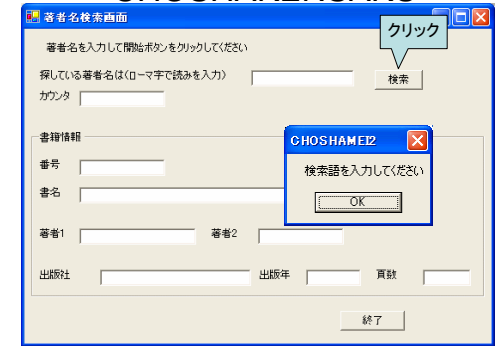 著者名検索画面
クリック
著者名を入力して開始ボタンをクリックしてください
探している著者名は(ローマ字で読みを入力)
検索
カウンタ
書籍情報
CHOSHAMEI2
番号
検索語を入力してください
書名
OK
著者1 著者2
出版社 出版年 頁数
終了